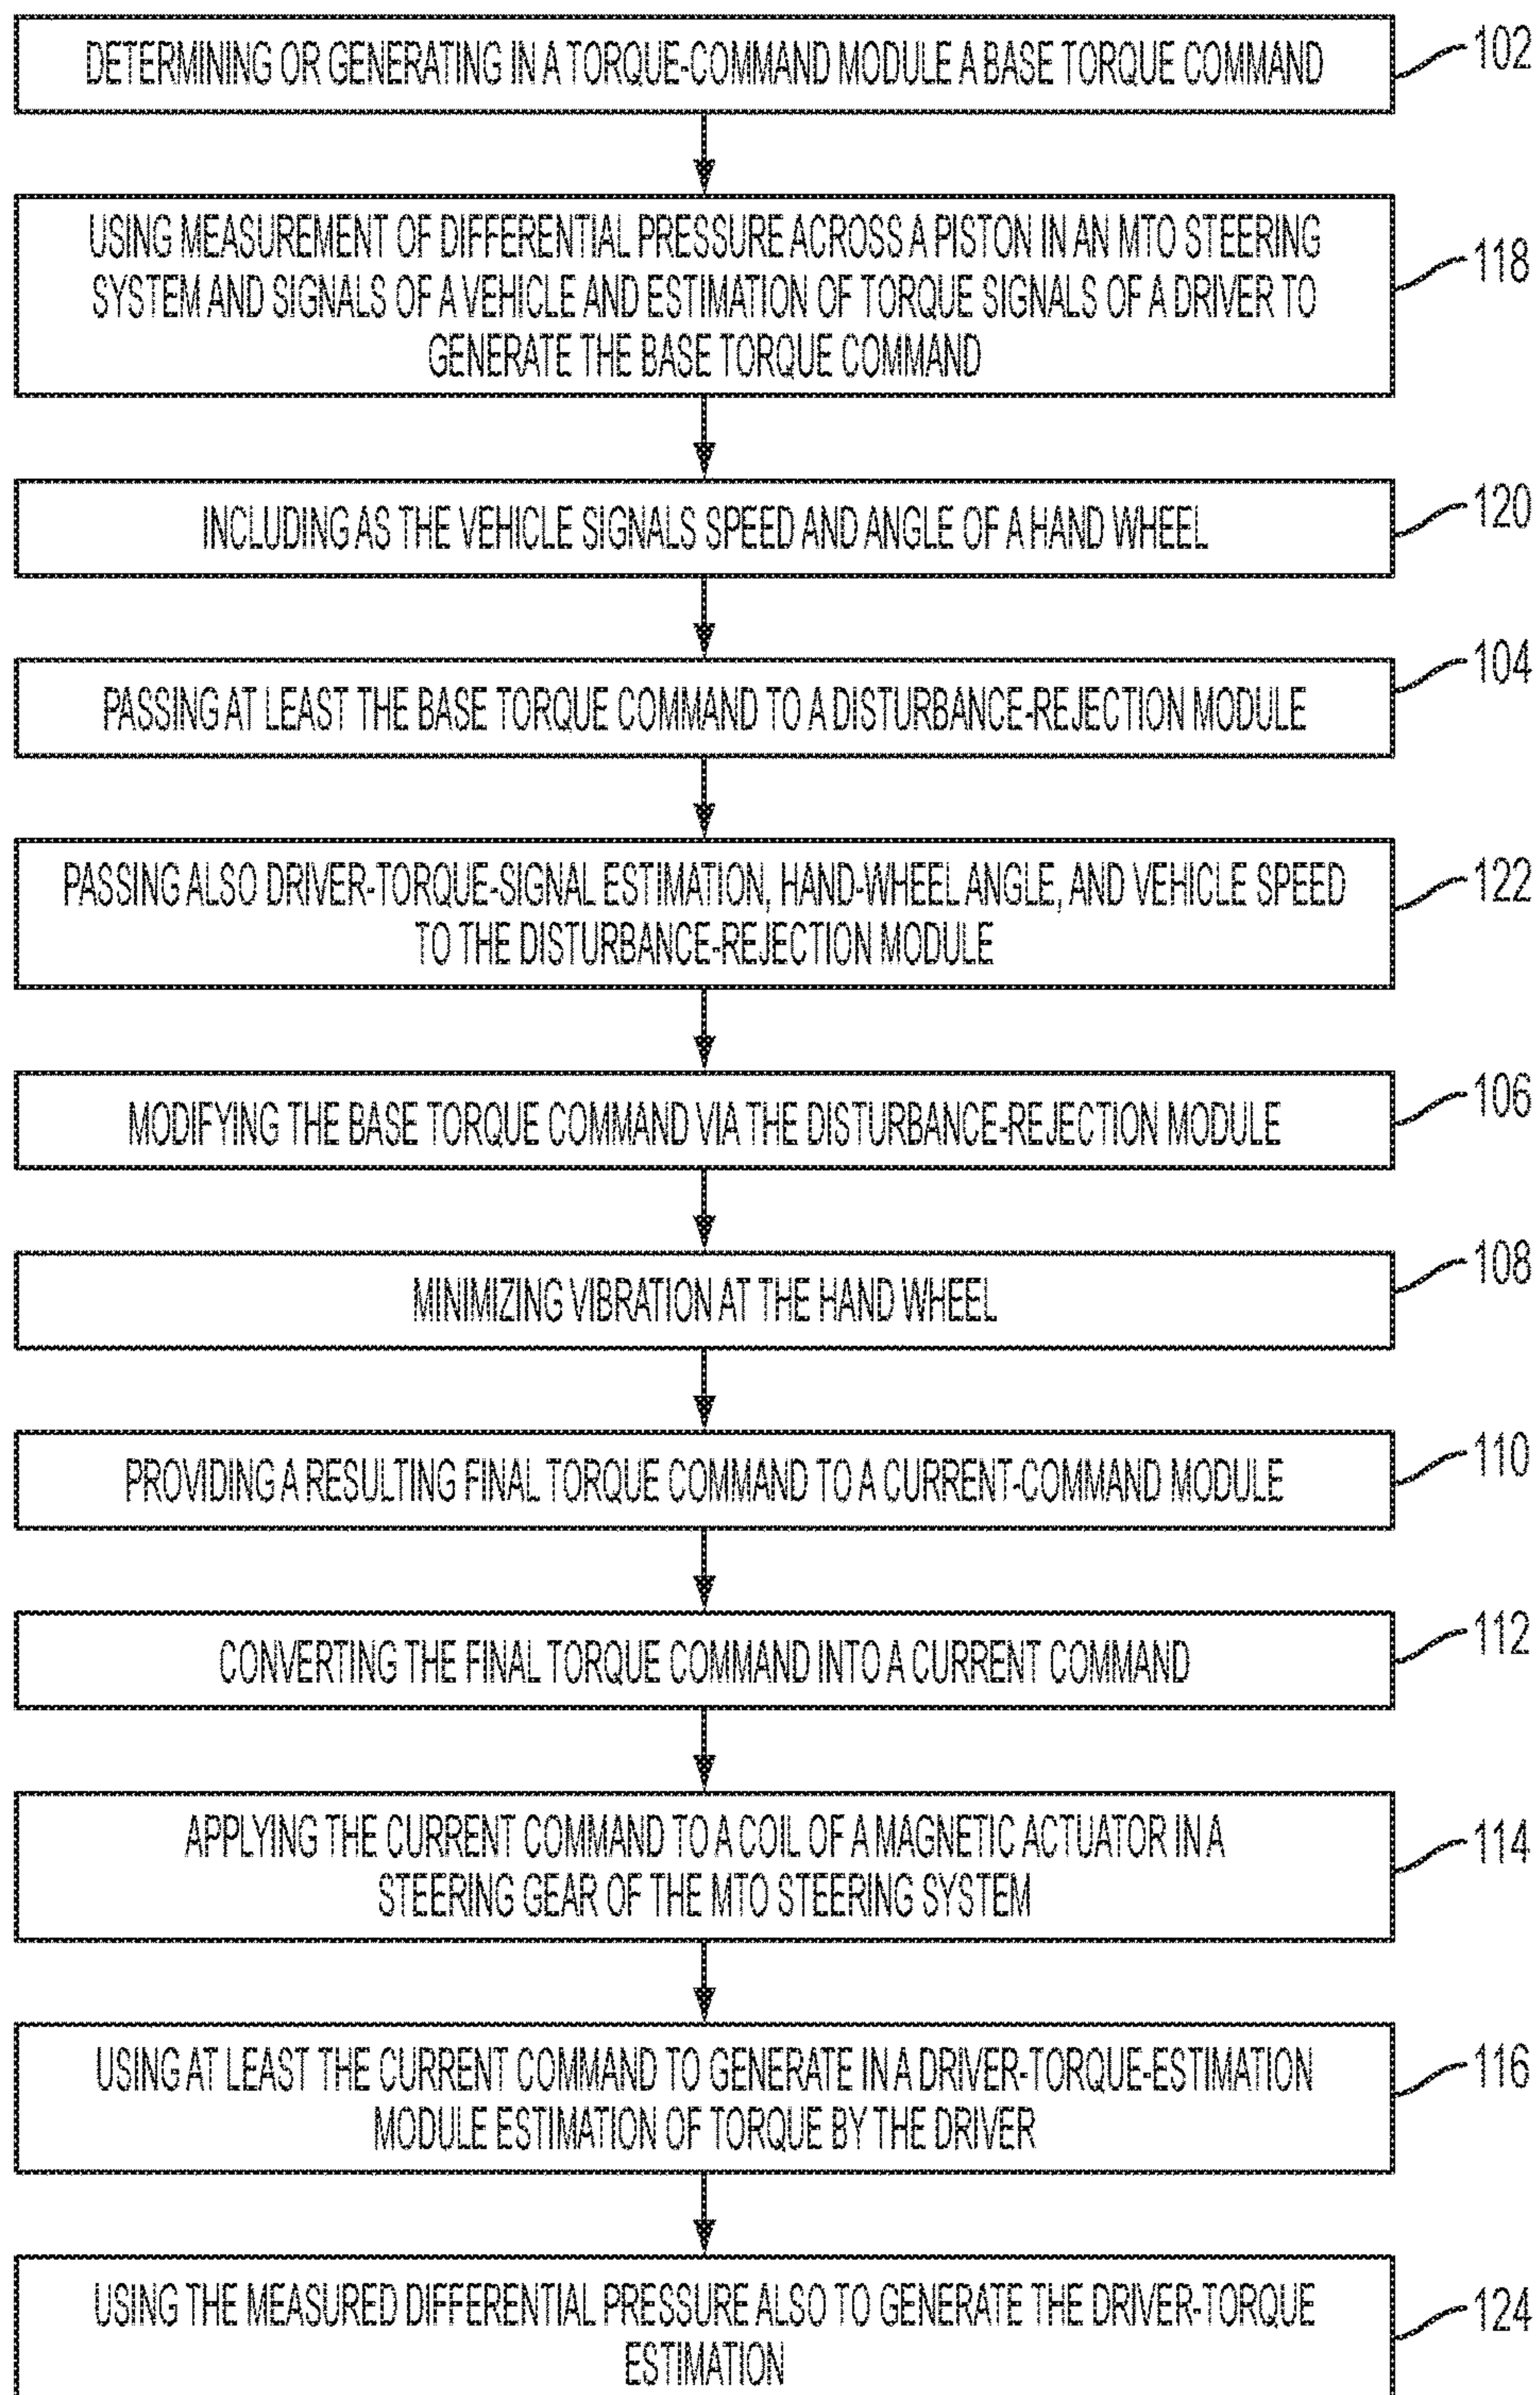 DETERMINING OR GENERATING IN A TORQUE-COMMAND MODULE A BASE TORQUE COMMAND
102
USING MEASUREMENT OF DIFFERENTIAL PRESSURE ACROSS A PISTON IN AN MTO STEERING
SYSTEM AND SIGNALS OF A VEHICLE AND ESTIMATION OF TORQUE SIGNALS OF A DRIVER TO
GENERATE THE BASE TORQUE COMMAND
118
INCLUDING AS THE VEHICLE SIGNALS SPEED AND ANGLE OF A HAND WHEEL
120
PASSING AT LEAST THE BASE TORQUE COMMAND TO A DISTURBANCE-REJECTION MODULE
104
PASSING ALSO DRIVER-TORQUE-SIGNAL ESTIMATION, HAND-WHEEL ANGLE, AND VEHICLE SPEED
TO THE DISTURBANCE-REJECTION MODULE
122
MODIFYING THE BASE TORQUE COMMAND VIA THE DISTURBANCE-REJECTION MODULE
106
MINIMIZING VIBRATION AT THE HAND WHEEL
108
PROVIDING A RESULTING FINAL TORQUE COMMAND TO A CURRENT-COMMAND MODULE
110
CONVERTING THE FINAL TORQUE COMMAND INTO A CURRENT COMMAND
112
APPLYING THE CURRENT COMMAND TO A COIL OF A MAGNETIC ACTUATOR IN A
STEERING GEAR OF THE MTO STEERING SYSTEM
114
USING AT LEAST THE CURRENT COMMAND TO GENERATE IN A DRIVER-TORQUE-ESTIMATION
MODULE ESTIMATION OF TORQUE BY THE DRIVER
116
USING THE MEASURED DIFFERENTIAL PRESSURE ALSO TO GENERATE THE DRIVER-TORQUE
ESTIMATION
124